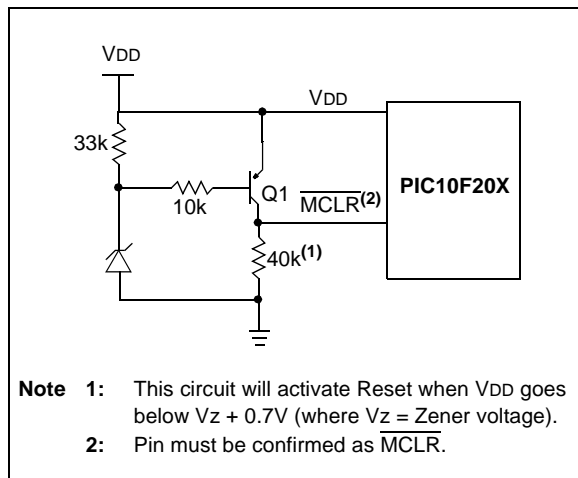 VDD
VDD
33k
PIC10F20X
Q1
10k
MCLR(2)
40k(1)
Note 1: This circuit will activate Reset when VDD goes
below Vz + 0.7V (where Vz = Zener voltage).
2: Pin must be confirmed as MCLR.